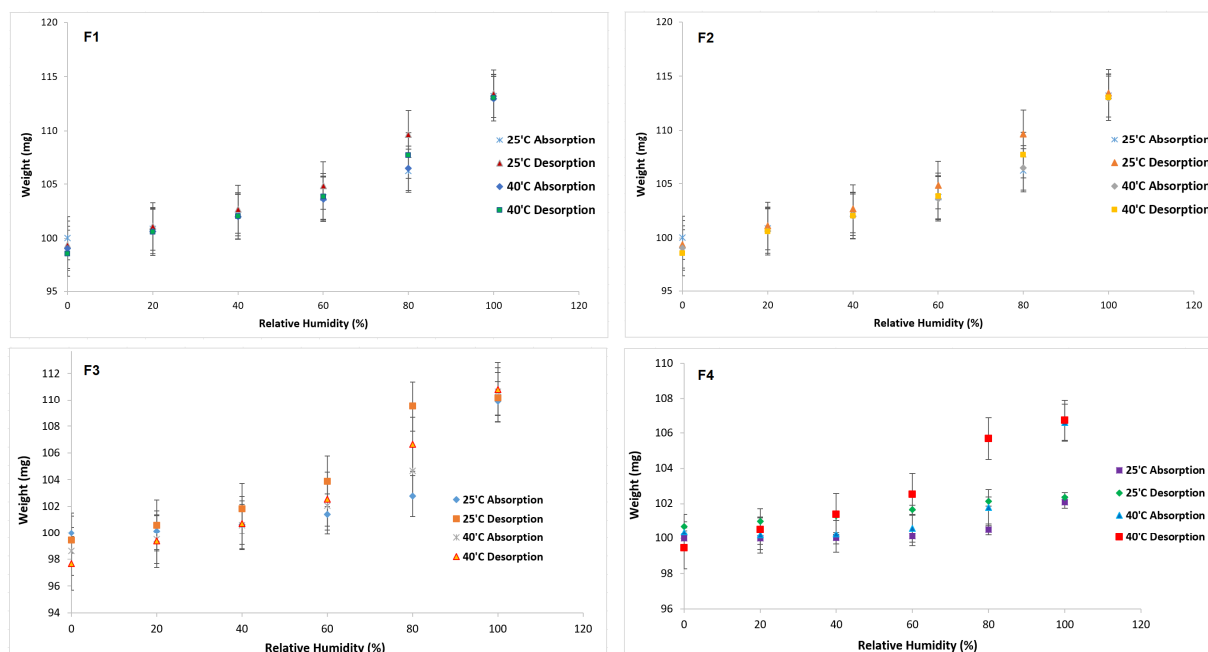 F1
120
115
110
105
100
95
Weight (mg)
0 20 40 60 80 100 120
Relative Humidity (%)
25'C Absorption
25'C Desorption
40'C Absorption
40'C Desorption
F2
120
115
110
105
100
95
Weight (mg)
0 20 40 60 80 100 120
Relative Humidity (%)
25'C Absorption
25'C Desorption
40'C Absorption
40'C Desorption
F3
112
110
108
106
104
102
100
98
96
94
Weight (mg)
0 20 40 60 80 100 120
Relative Humidity (%)
25'C Absorption
25'C Desorption
40'C Absorption
40'C Desorption
F4
110
108
106
104
102
100
98
96
Weight (mg)
0 20 40 60 80 100 120
Relative Humidity (%)
25'C Absorption
25'C Desorption
40'C Absorption
40'C Desorption